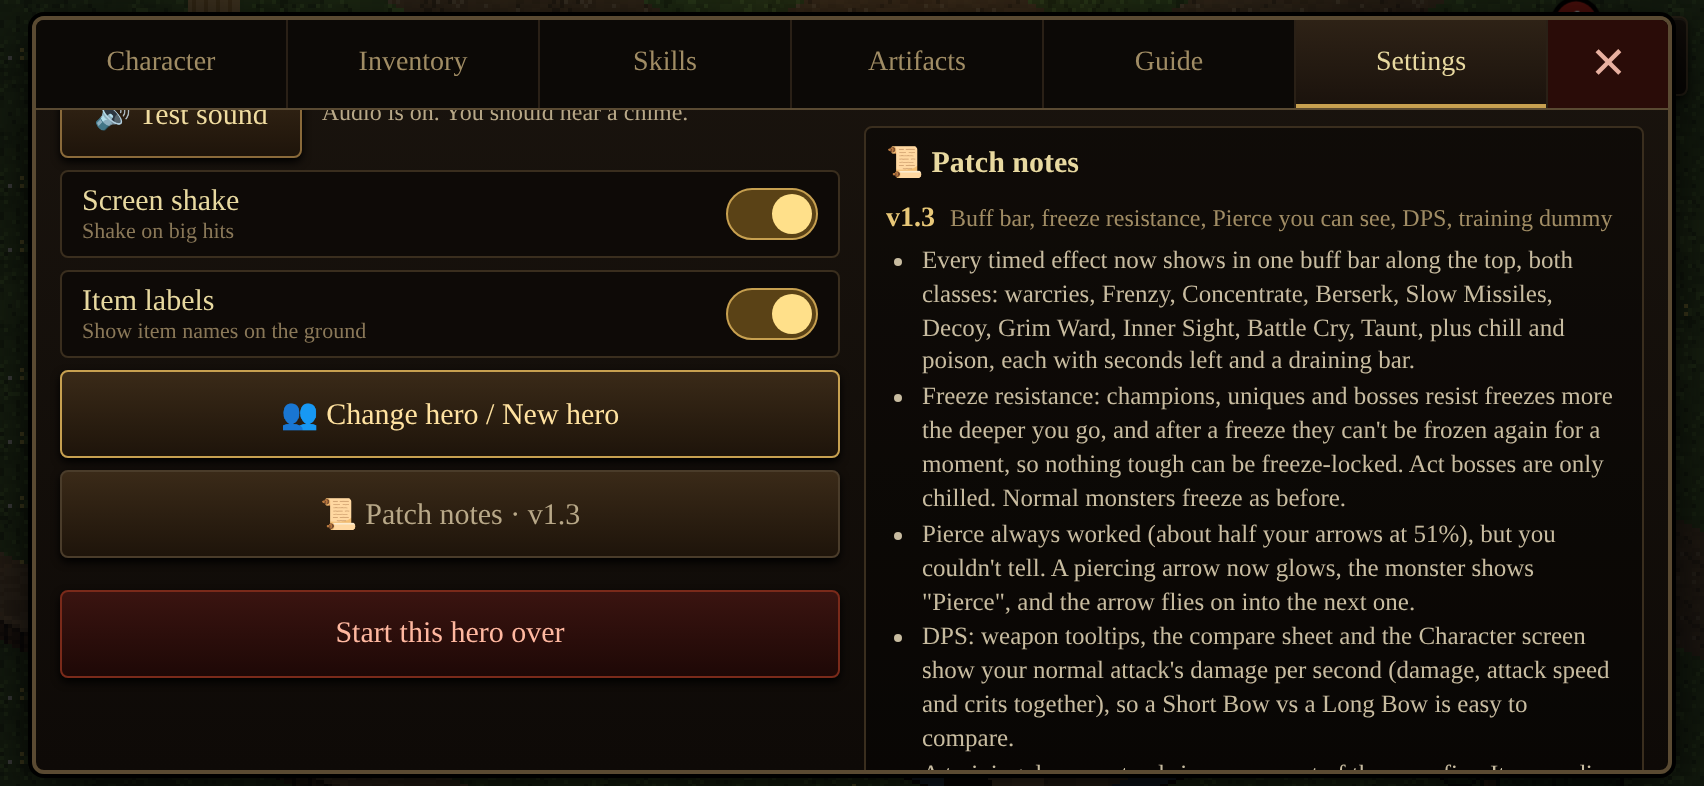 Character
Inventory
Skills
Artifacts
Guide
Settings
✕
🔊 Test sound
Audio is on. You should hear a chime.
Screen shake
Shake on big hits
Item labels
Show item names on the ground
👥 Change hero / New hero
📜 Patch notes · v1.3
Start this hero over
📜 Patch notes
v1.3 Buff bar, freeze resistance, Pierce you can see, DPS, training dummy
• Every timed effect now shows in one buff bar along the top, both
classes: warcries, Frenzy, Concentrate, Berserk, Slow Missiles,
Decoy, Grim Ward, Inner Sight, Battle Cry, Taunt, plus chill and
poison, each with seconds left and a draining bar.
• Freeze resistance: champions, uniques and bosses resist freezes more
the deeper you go, and after a freeze they can't be frozen again for a
moment, so nothing tough can be freeze-locked. Act bosses are only
chilled. Normal monsters freeze as before.
• Pierce always worked (about half your arrows at 51%), but you
couldn't tell. A piercing arrow now glows, the monster shows
"Pierce", and the arrow flies on into the next one.
• DPS: weapon tooltips, the compare sheet and the Character screen
show your normal attack's damage per second (damage, attack speed
and crits together), so a Short Bow vs a Long Bow is easy to
compare.